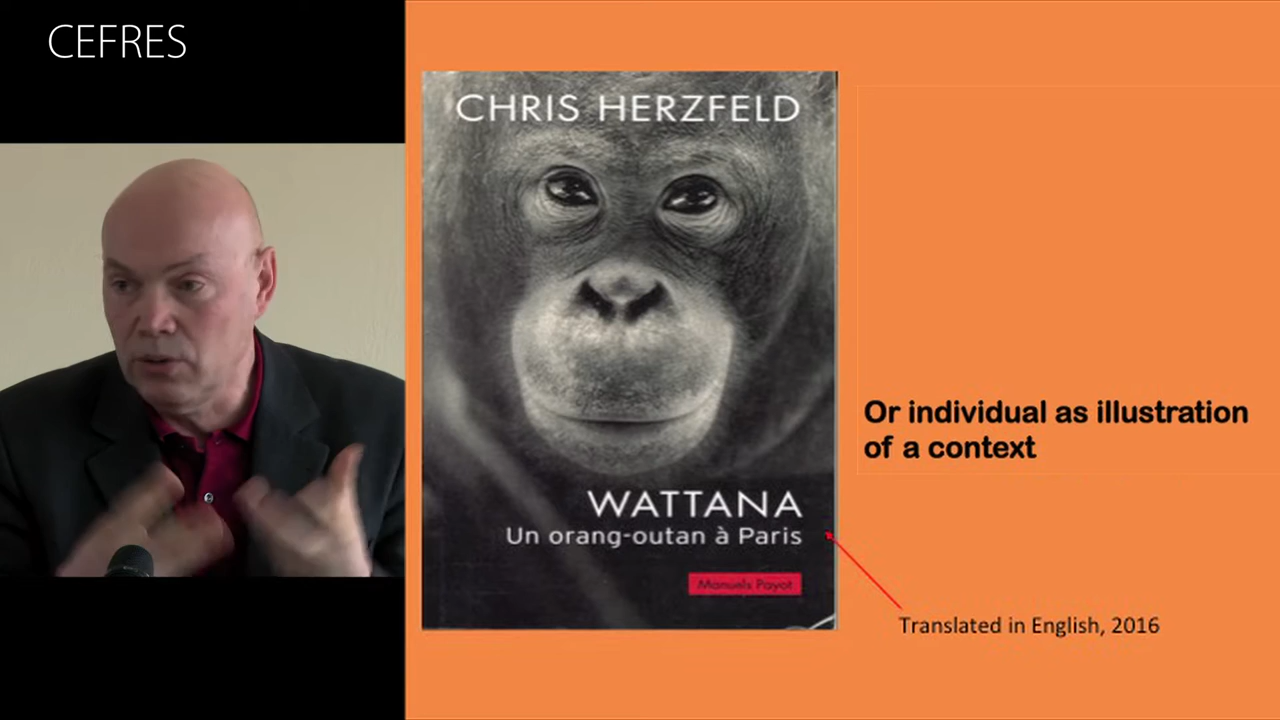 CEFRES
CHRIS HERZFELD
WATTANA
Un orang-outan à Paris
Manuels Payot
Or individual as illustration
of a context
Translated in English, 2016